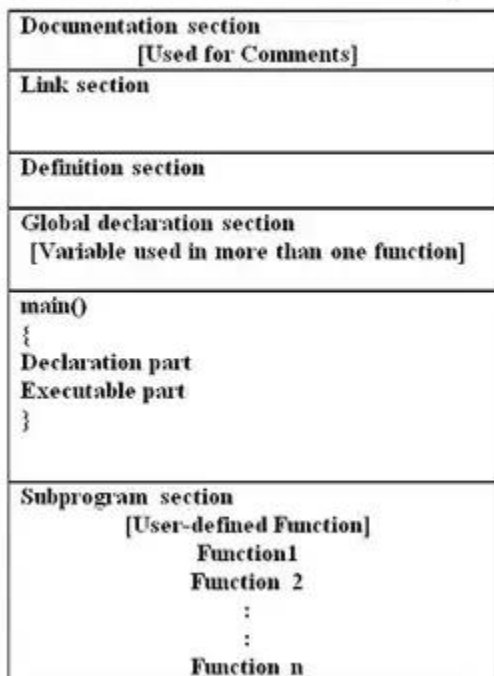 Documentation section
[Used for Comments]
Link section
Definition section
Global declaration section
[Variable used in more than one function]
main()
{
Declaration part
Executable part
}
Subprogram section
[User-defined Function]
Function1
Function 2
:
:
Function n